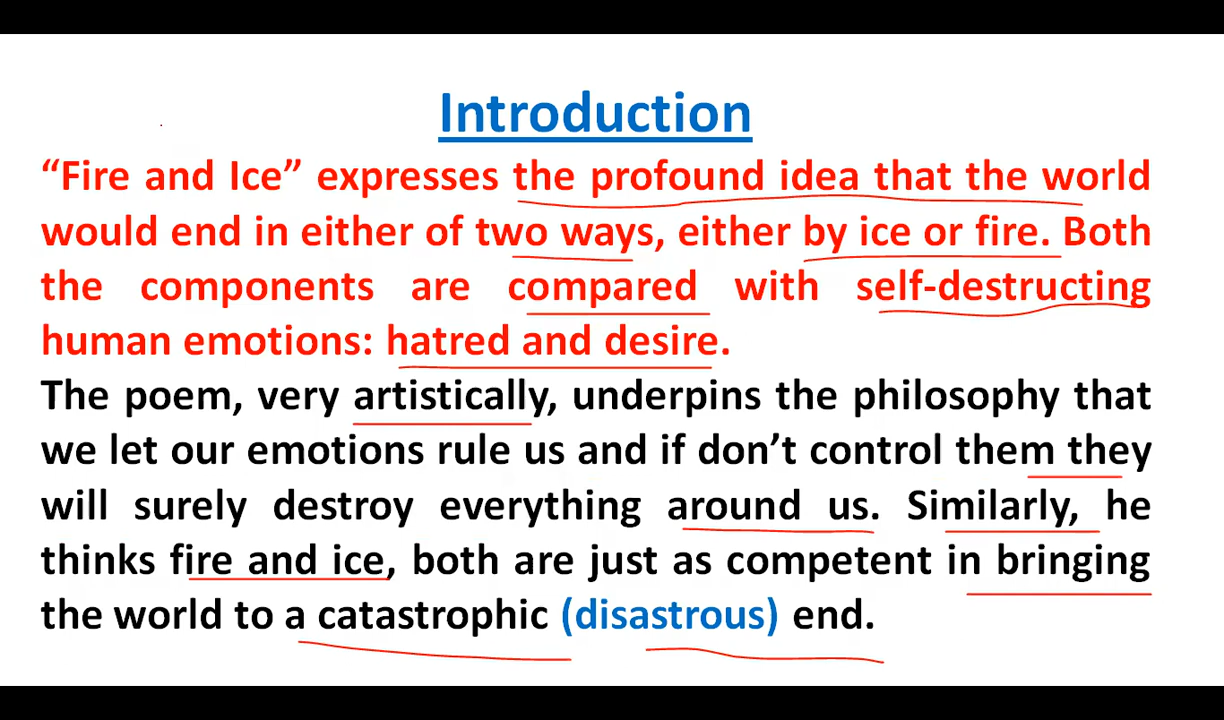 Introduction
“Fire and Ice” expresses the profound idea that the world
would end in either of two ways, either by ice or fire. Both
the components are compared with self-destructing
human emotions: hatred and desire.
The poem, very artistically, underpins the philosophy that
we let our emotions rule us and if don’t control them they
will surely destroy everything around us. Similarly, he
thinks fire and ice, both are just as competent in bringing
the world to a catastrophic (disastrous) end.